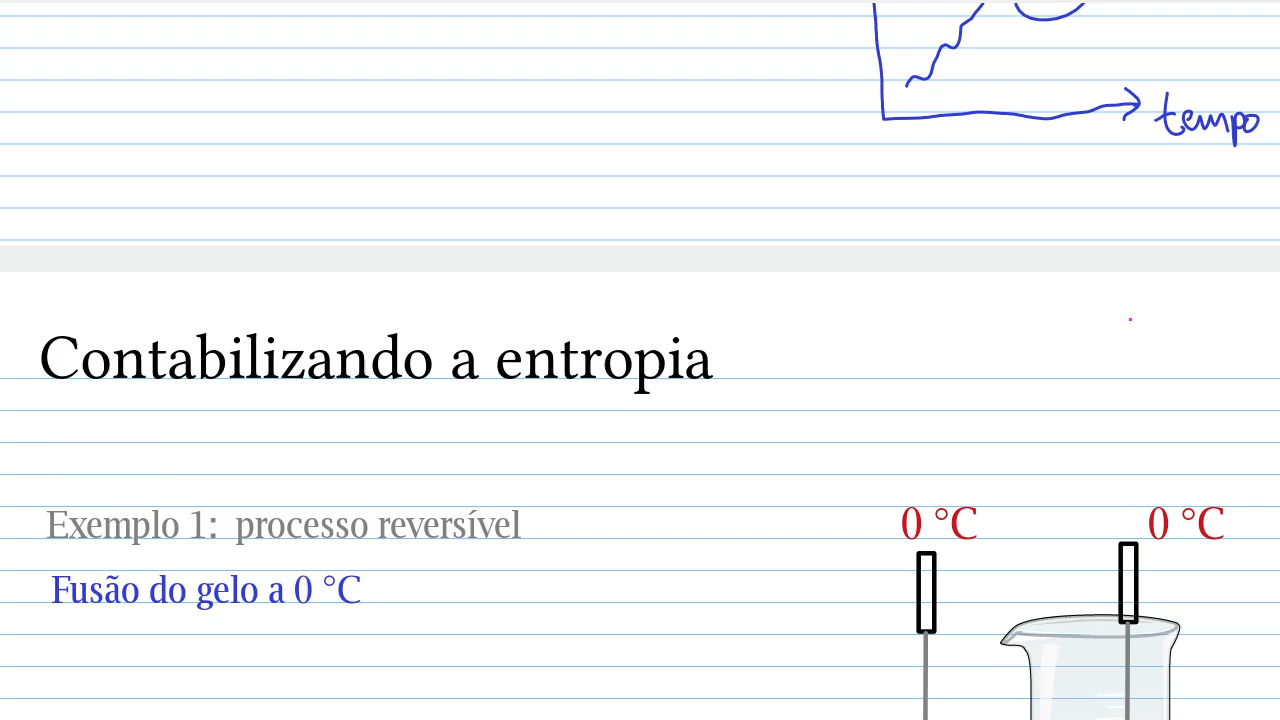 tempo
Contabilizando a entropia
Exemplo 1: processo reversível
0 °C
0 °C
Fusão do gelo a 0 °C